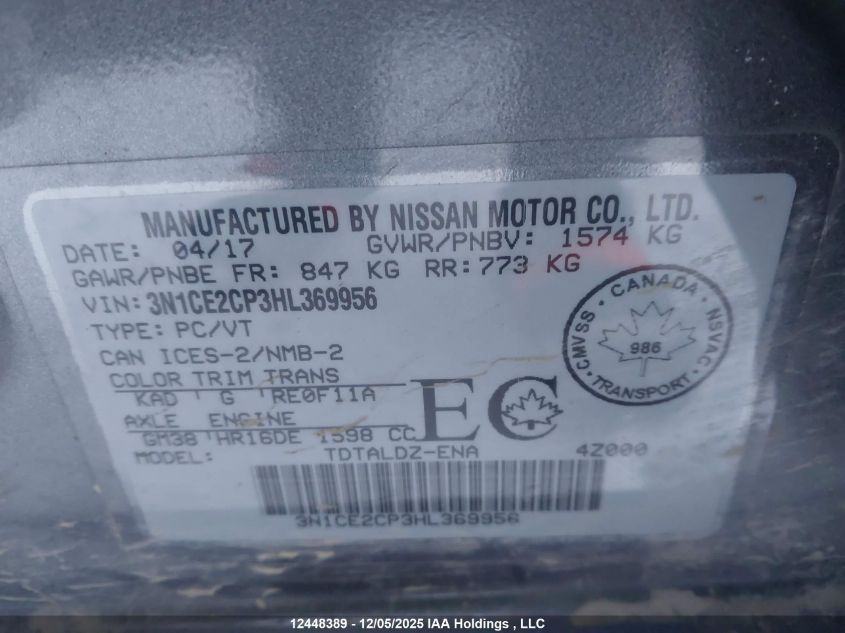 MANUFACTURED BY NISSAN MOTOR CO., LTD.
DATE: 04/17 GVWR/PNBV: 1574 KG
GAWR/PNBE FR: 847 KG RR: 773 KG
VIN: 3N1CE2CP3HL369956
TYPE: PC/VT
CAN ICES-2/NMB-2
COLOR TRIM TRANS
KAD G RE0F11A
AXLE ENGINE
GM38 HR16DE 1598 CC
MODEL: TDTALDZ-ENA 4Z000
EC
CANADA
CMVSS NSVAC
986
TRANSPORT
3N1CE2CP3HL369956
12448389 - 12/05/2025 IAA Holdings , LLC